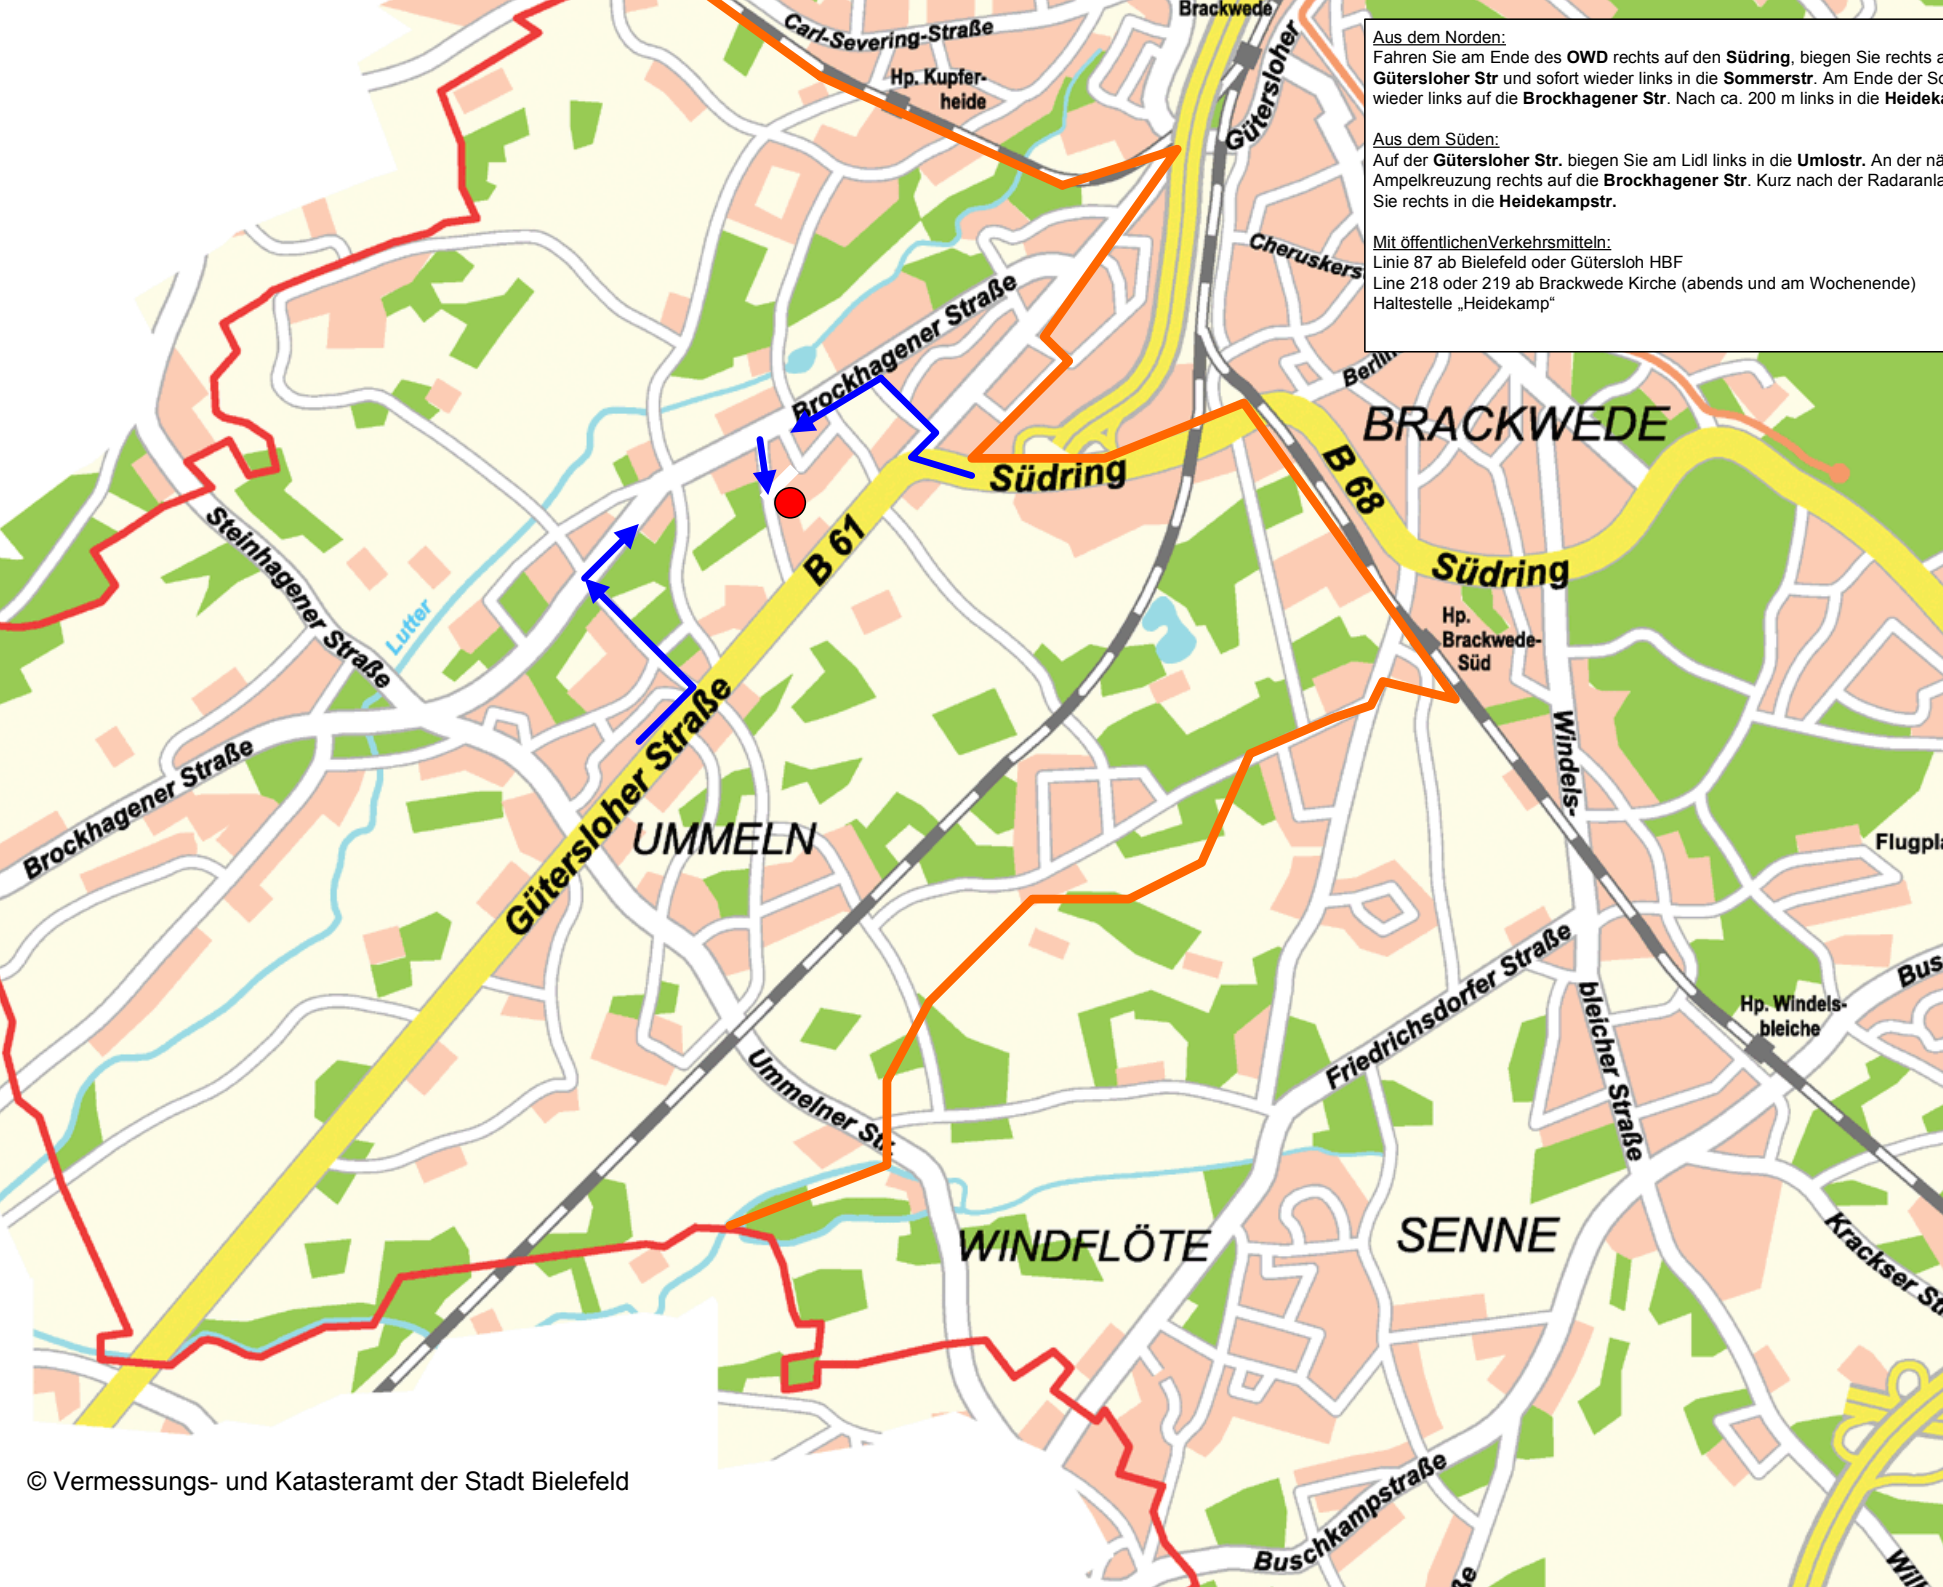 Brackwede
Carl-Severing-Straße
Gütersloher
Hp. Kupfer-
heide
Aus dem Norden:
Fahren Sie am Ende des OWD rechts auf den Südring, biegen Sie rechts
Gütersloher Str und sofort wieder links in die Sommerstr. Am Ende der
wieder links auf die Brockhagener Str. Nach ca. 200 m links in die
Aus dem Süden:
Auf der Gütersloher Str. biegen Sie am Lidl links in die Umlostr. An der
Ampelkreuzung rechts auf die Brockhagener Str. Kurz nach der
Sie rechts in die Heidekampstr.
Mit öffentlichenVerkehrsmitteln:
Linie 87 ab Bielefeld oder Gütersloh HBF
Line 218 oder 219 ab Brackwede Kirche (abends und am Wochenende)
Haltestelle „Heidekamp“
Cheruskers
Brockhagener Straße
Berlin
BRACKWEDE
Südring
B 68
B 61
Südring
Steinhagener Straße
Lutter
Hp.
Brackwede-
Süd
Gütersloher Straße
Windels-
bleicher Straße
Brockhagener Straße
UMMELN
Flugpla
Friedrichsdorfer Straße
Bus
Hp. Windels-
bleiche
Ummelner Str.
WINDFLÖTE
SENNE
Krackser St
© Vermessungs- und Katasteramt der Stadt Bielefeld
Buschkampstraße
ße